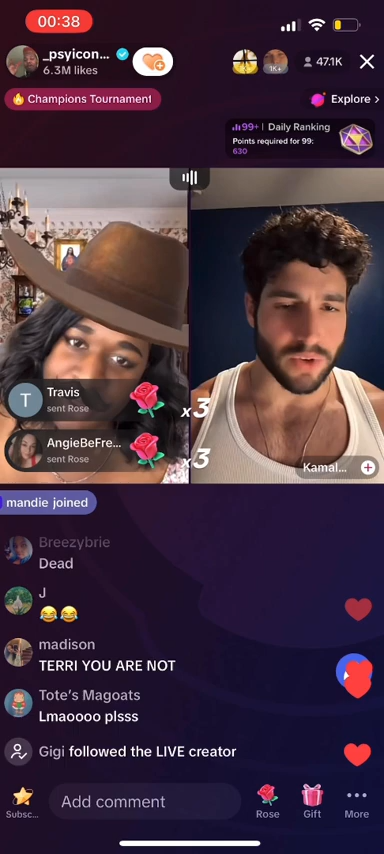 00:38
_psyicon...
6.3M likes
1K+
47.1K
Champions Tournament
Explore >
99+ | Daily Ranking
Points required for 99:
630
T
Travis
sent Rose
x3
AngieBeFre...
sent Rose
x3
Kamal...
mandie joined
Breezybrie
Dead
J
😂😂
madison
TERRI YOU ARE NOT
Tote's Magoats
Lmaoooo plsss
Gigi followed the LIVE creator
Subsc...
Add comment
Rose
Gift
More